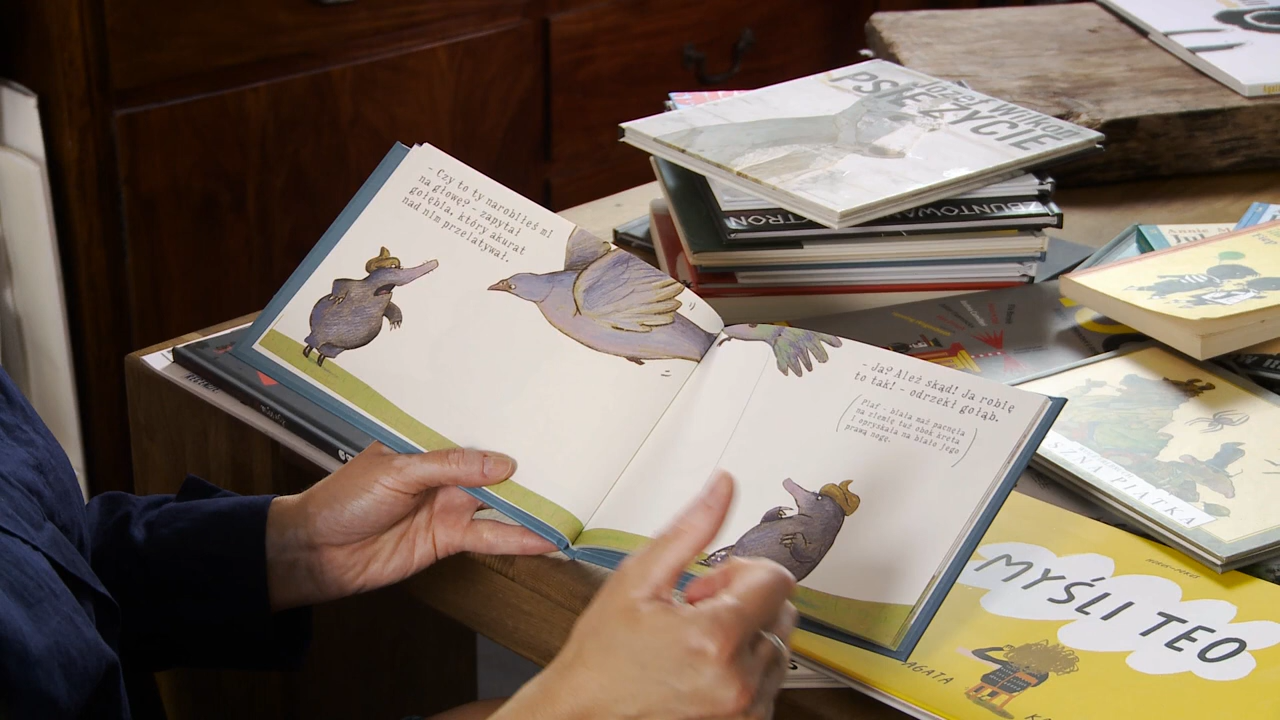 - Czy to ty narobiłeś mi
na głowę? - zapytał
gołębia, który akurat
nad nim przelatywał.
- Ja? Ależ skąd! Ja robię
to tak! - odrzekł gołąb.
(Plaf - biała maź pacnęła
na ziemię tuż obok kreta
i opryskała na biało jego
prawą nogę.)
Józef Wilkoń
PSIE ŻYCIE
MYŚLI TEO
AGATA